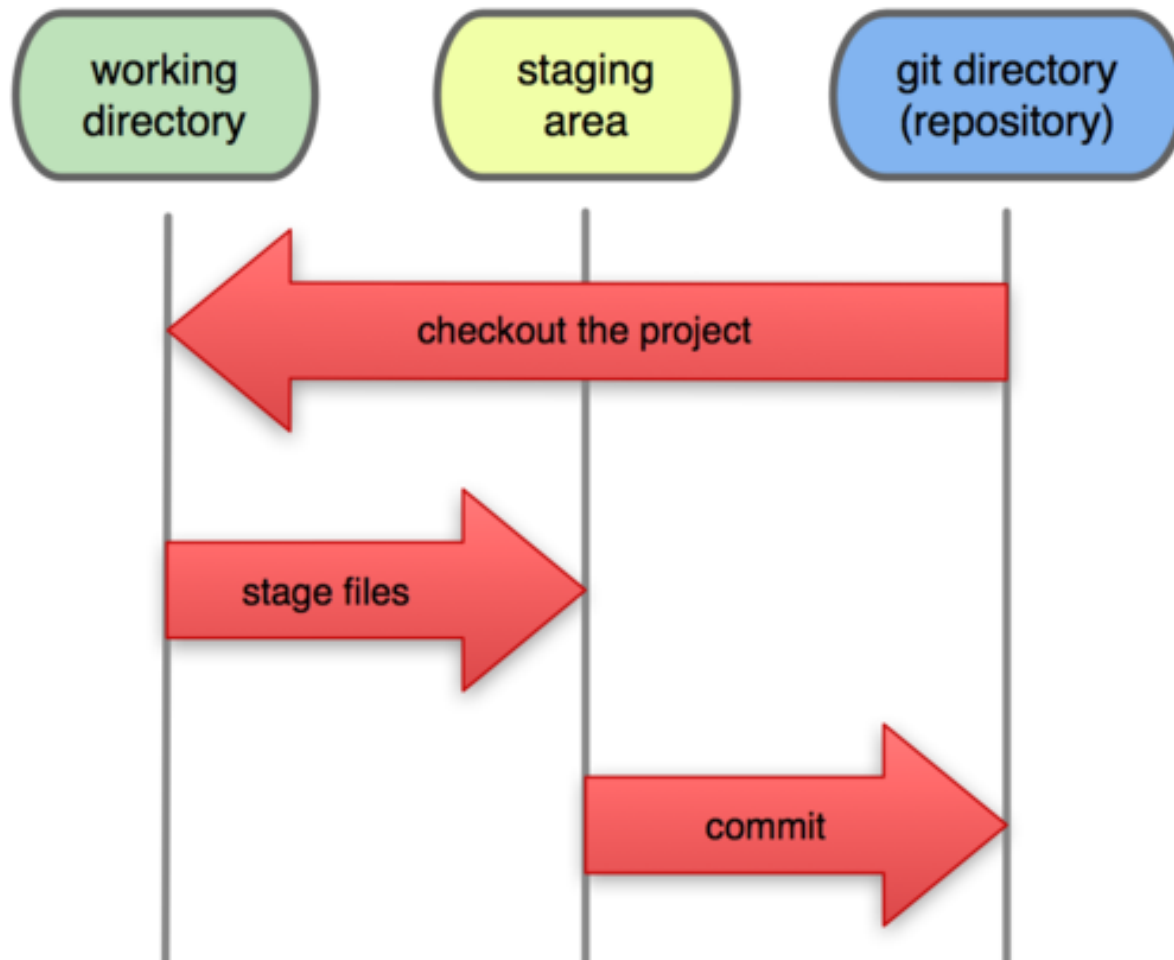 working
directory
staging
area
git directory
(repository)
checkout the project
stage files
commit